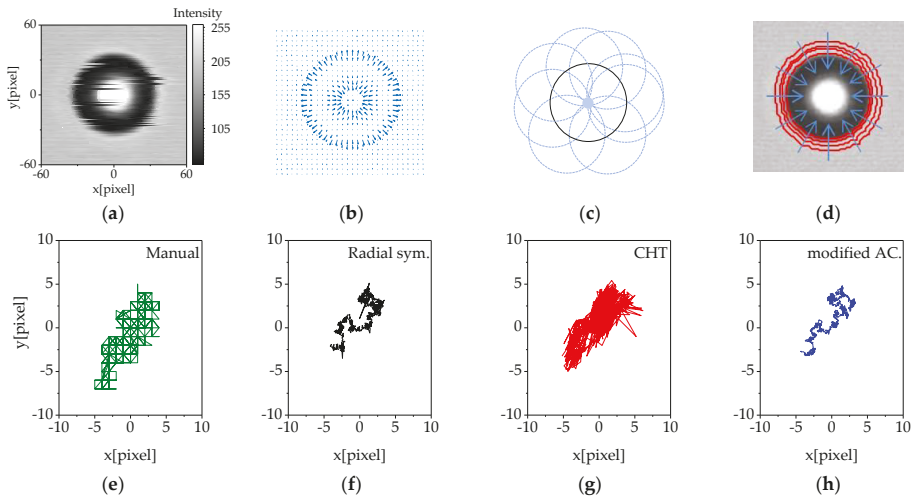 Intensity
60
255
205
155
105
0
-60
y[pixel]
-60 0 60
x[pixel]
(a) (b) (c) (d)
Manual
10
5
0
-5
-10
y[pixel]
-10 -5 0 5 10
x[pixel]
(e)
Radial sym.
10
5
0
-5
-10
-10 -5 0 5 10
x[pixel]
(f)
CHT
10
5
0
-5
-10
-10 -5 0 5 10
x[pixel]
(g)
modified AC.
10
5
0
-5
-10
-10 -5 0 5 10
x[pixel]
(h)